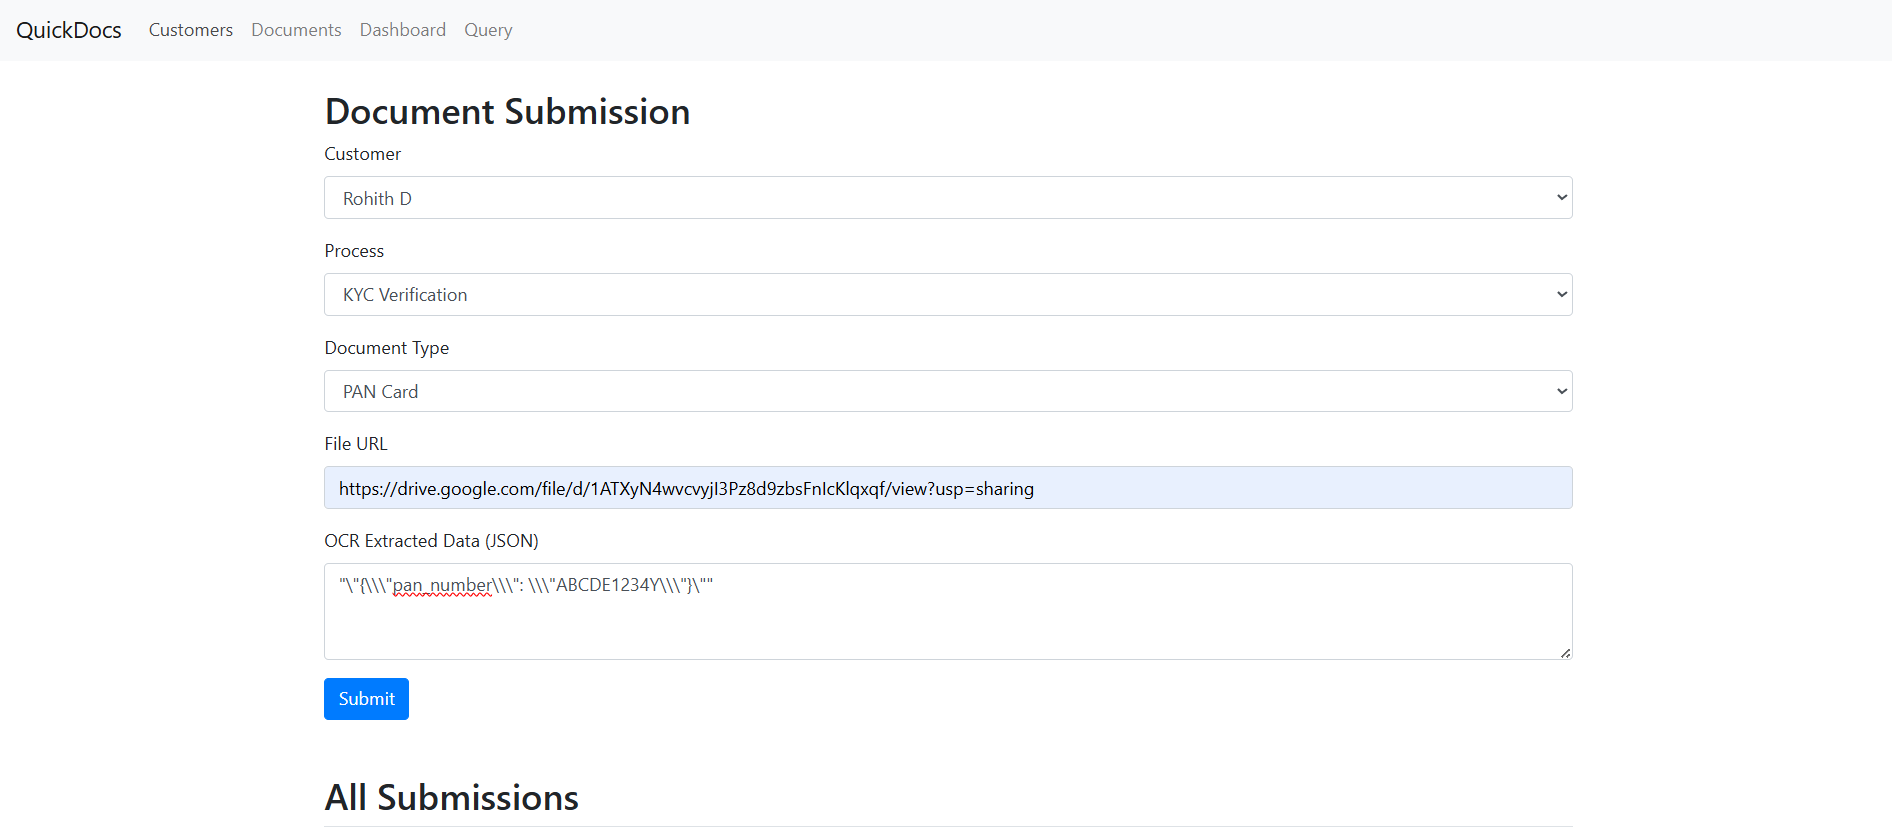 QuickDocs Customers Documents Dashboard Query
Document Submission
Customer
Rohith D
Process
KYC Verification
Document Type
PAN Card
File URL
https://drive.google.com/file/d/1ATXyN4wvcvyjI3Pz8d9zbsFnIcKlqxqf/view?usp=sharing
OCR Extracted Data (JSON)
"\"{\\\"pan_number\\\": \\\"ABCDE1234Y\\\"}\""
Submit
All Submissions